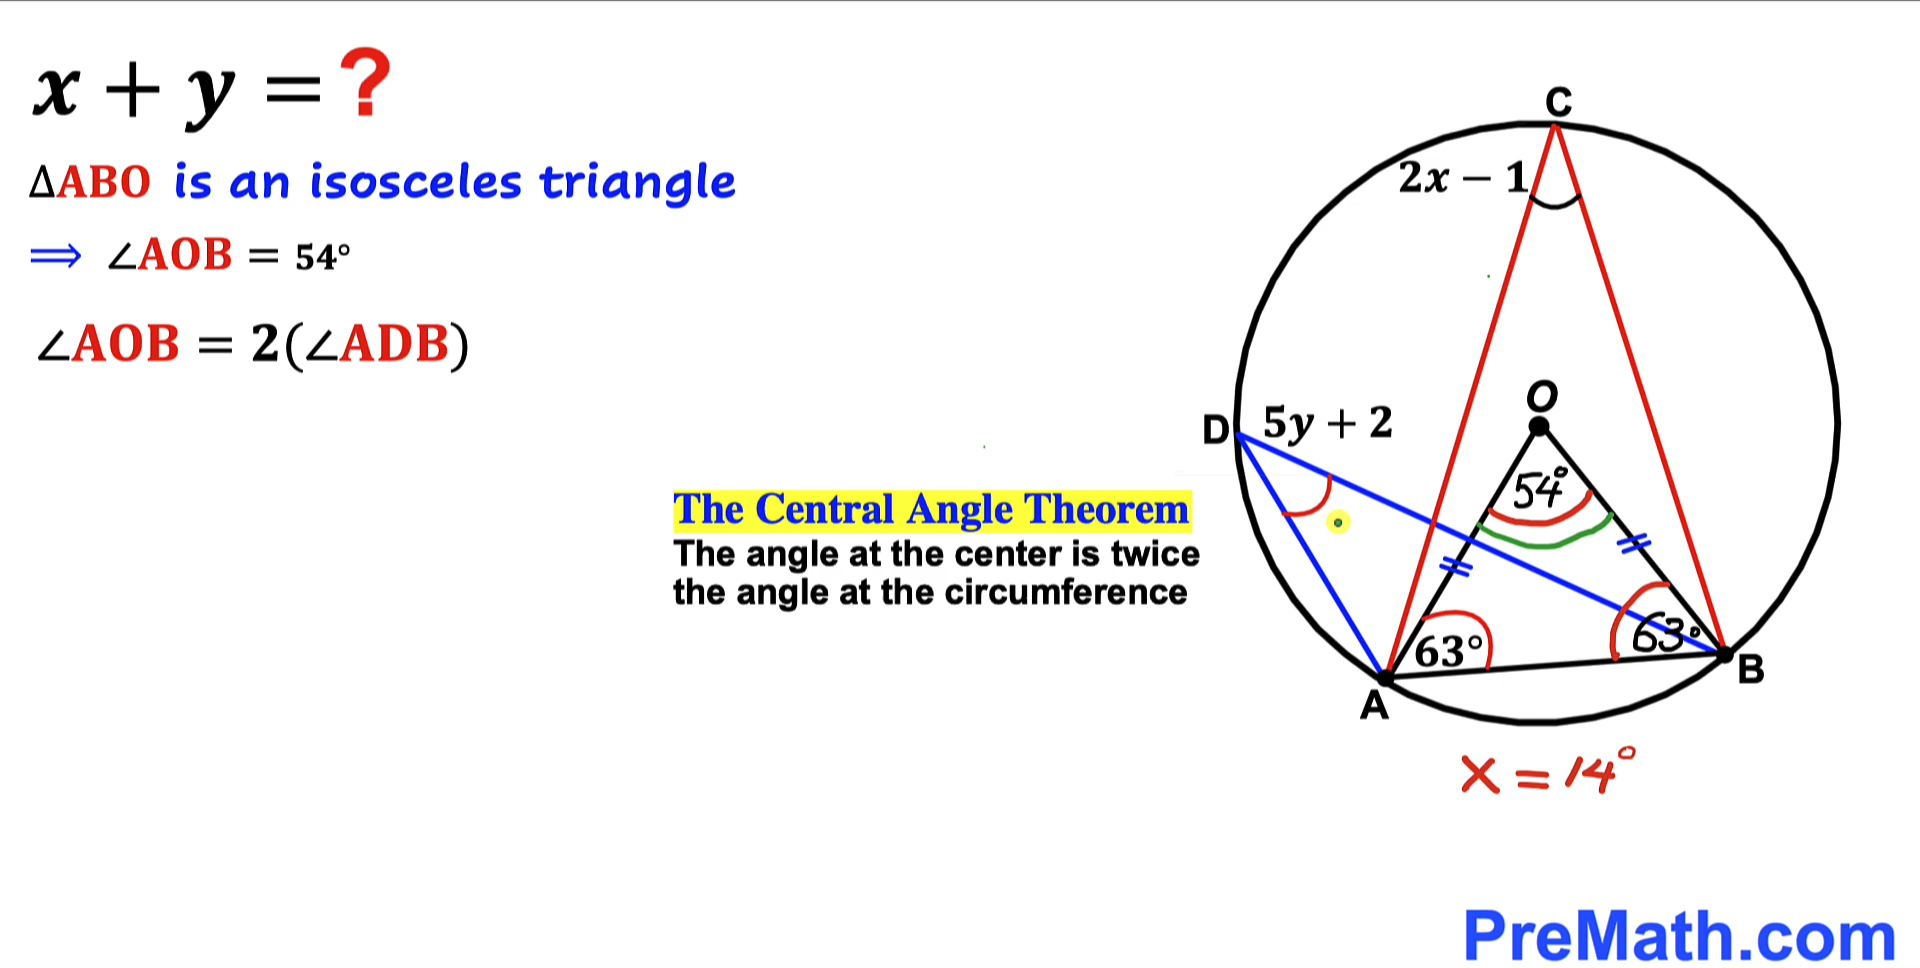 x + y = ?
ΔABO is an isosceles triangle
⟹ ∠AOB = 54°
∠AOB = 2(∠ADB)
The Central Angle Theorem
The angle at the center is twice
the angle at the circumference
C
2x − 1
O
D 5y + 2
54°
63° 63°
A B
x = 14°
PreMath.com